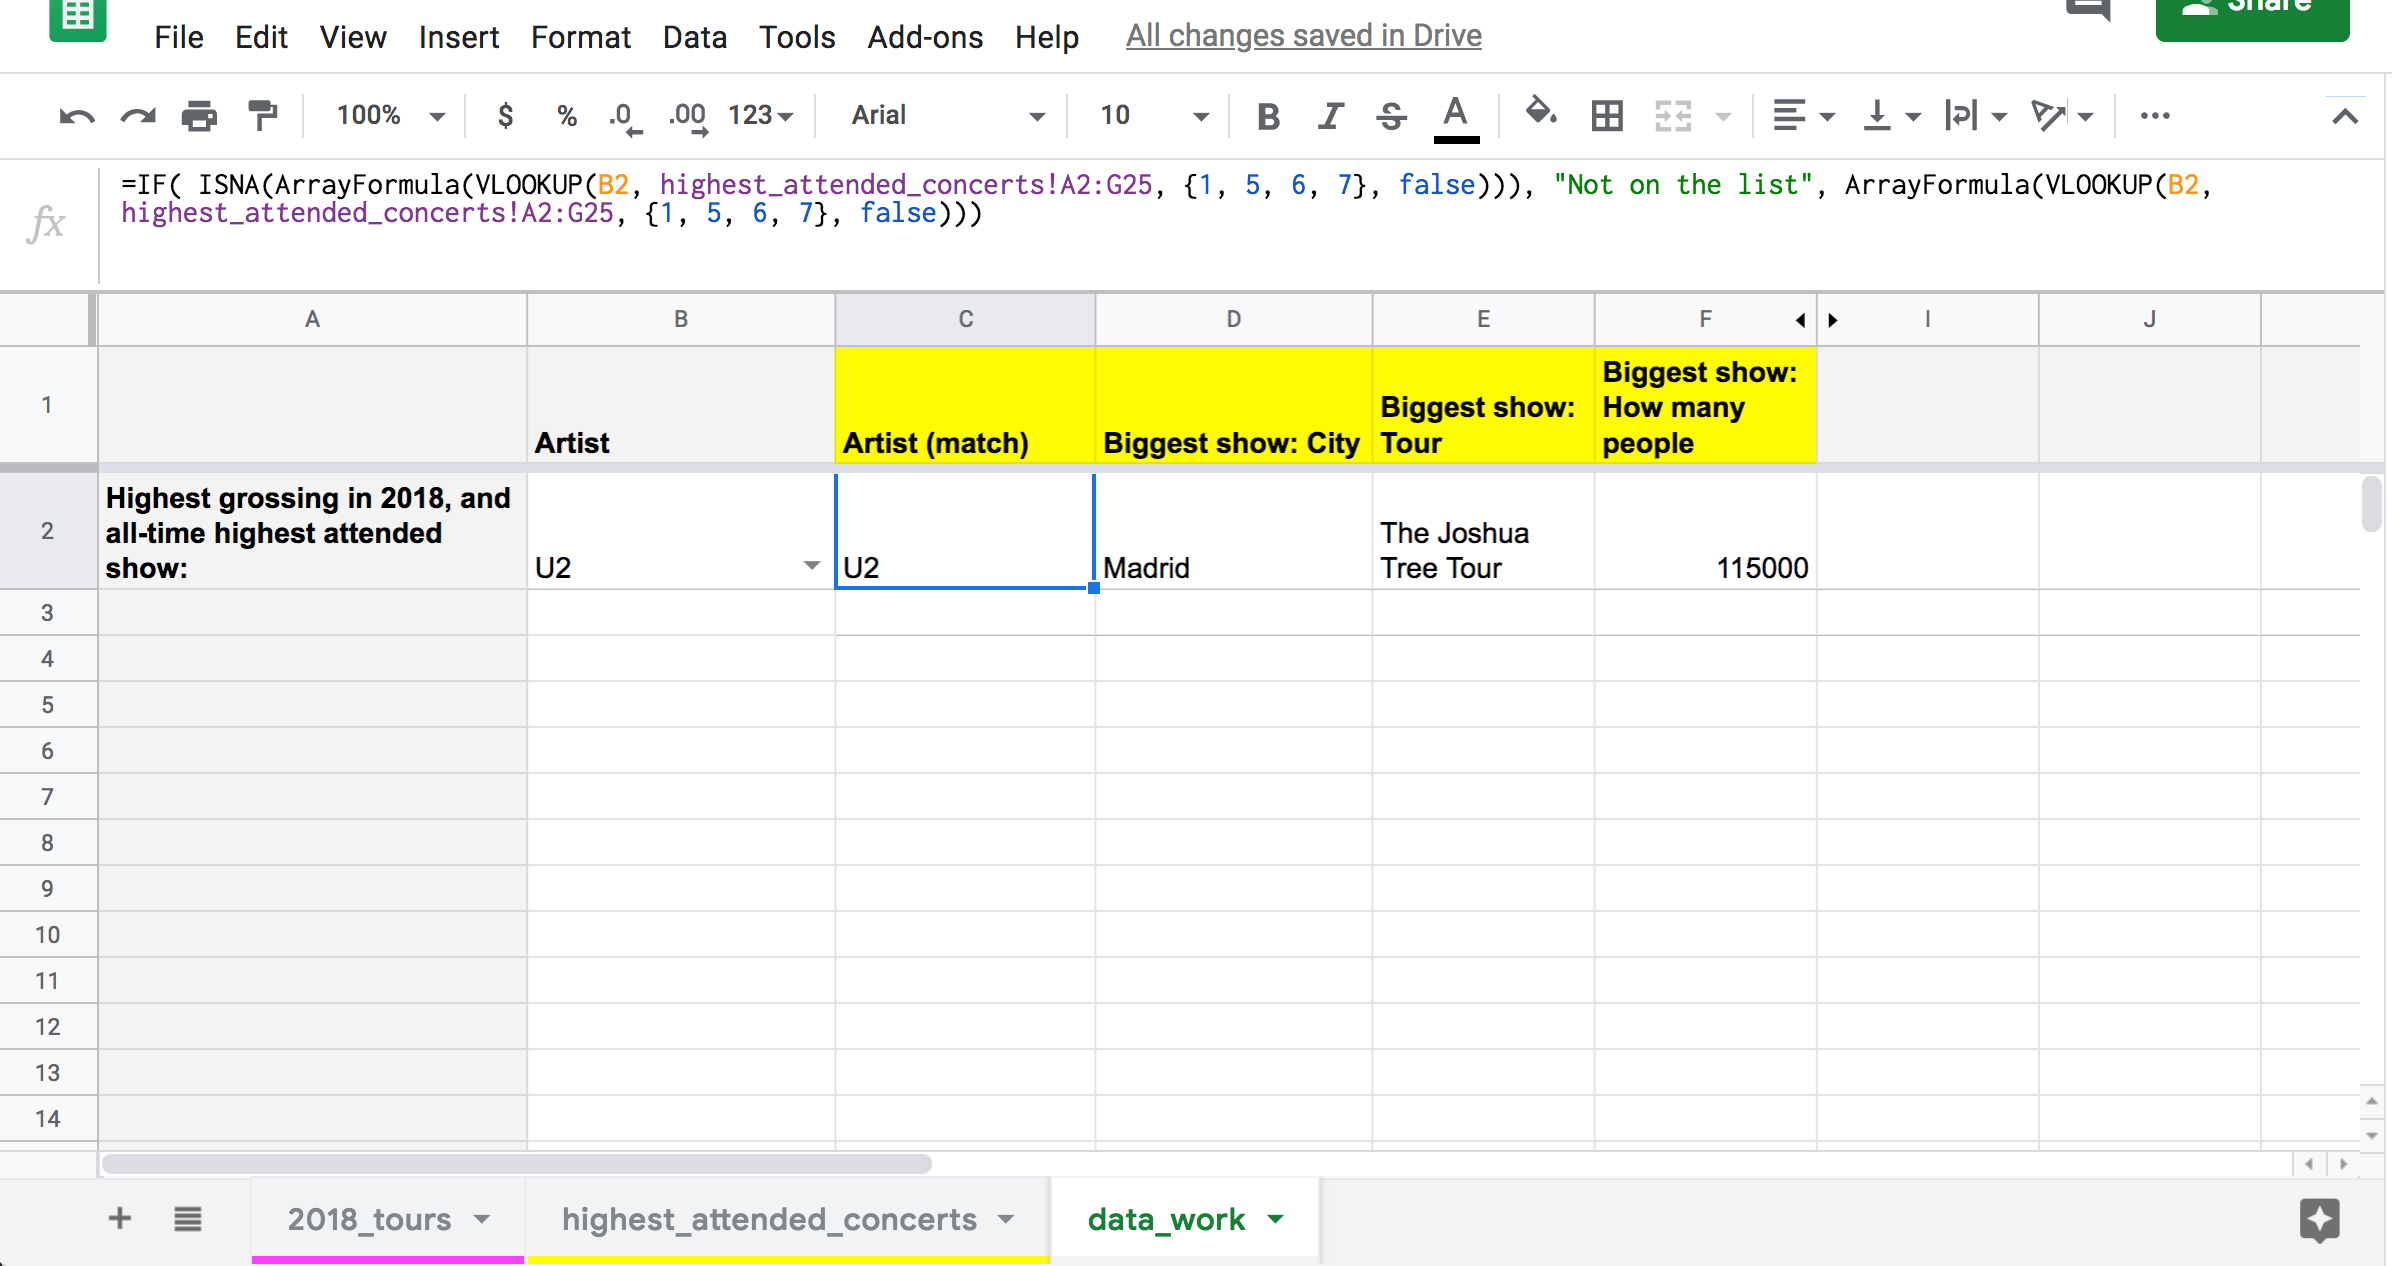 Share
File Edit View Insert Format Data Tools Add-ons Help All changes saved in Drive
100% $ % .0 .00 123 Arial 10 B I S A
fx
=IF( ISNA(ArrayFormula(VLOOKUP(B2, highest_attended_concerts!A2:G25, {1, 5, 6, 7}, false))), "Not on the list", ArrayFormula(VLOOKUP(B2,
highest_attended_concerts!A2:G25, {1, 5, 6, 7}, false)))
A B C D E F I J
1
Artist
Artist (match)
Biggest show: City
Biggest show:
Tour
Biggest show:
How many
people
2
Highest grossing in 2018, and
all-time highest attended
show:
U2
U2
Madrid
The Joshua
Tree Tour
115000
3
4
5
6
7
8
9
10
11
12
13
14
2018_tours highest_attended_concerts data_work